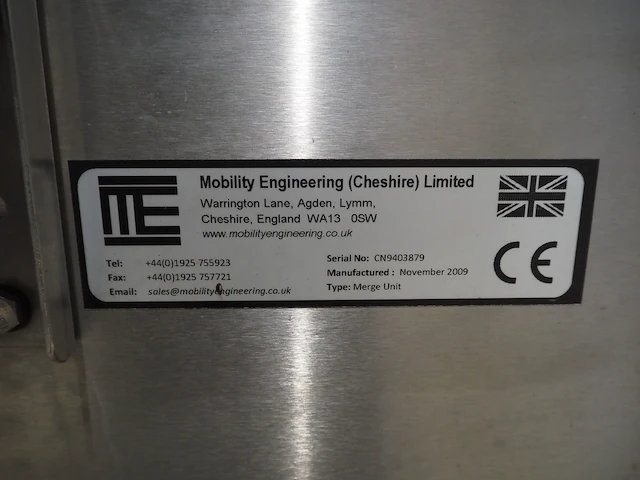 ME
Mobility Engineering (Cheshire) Limited
Warrington Lane, Agden, Lymm,
Cheshire, England WA13 0SW
www.mobilityengineering.co.uk
Tel: +44(0)1925 755923
Fax: +44(0)1925 757721
Email: sales@mobilityengineering.co.uk
Serial No: CN9403879
Manufactured : November 2009
Type: Merge Unit
CE